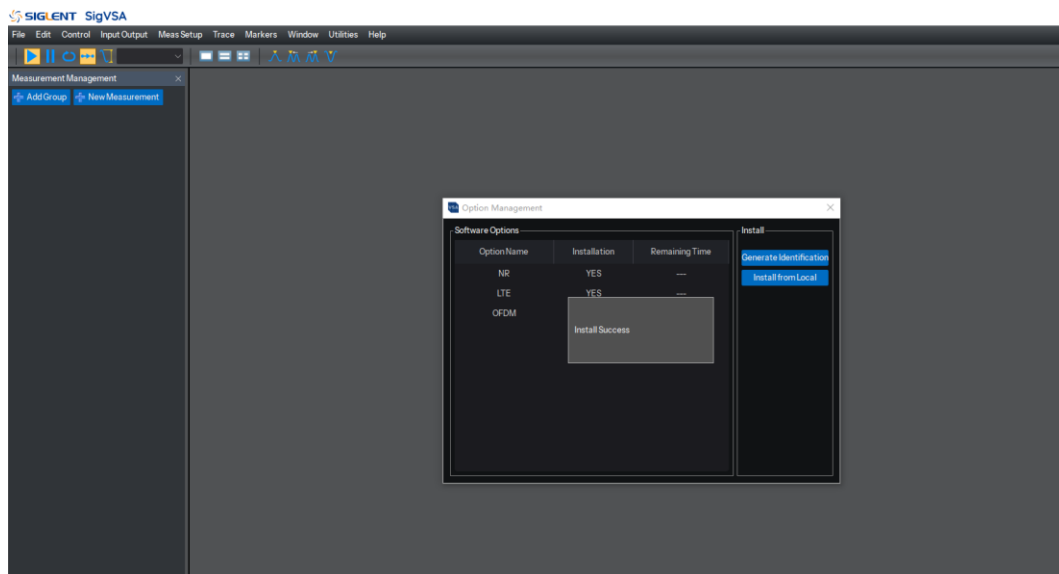 SIGLENT SigVSA
File Edit Control Input Output Meas Setup Trace Markers Window Utilities Help
Measurement Management
Add Group New Measurement
VSA Option Management
Software Options
Install
Option Name Installation Remaining Time
Generate Identification
NR YES ---
Install from Local
LTE YES ---
OFDM
Install Success